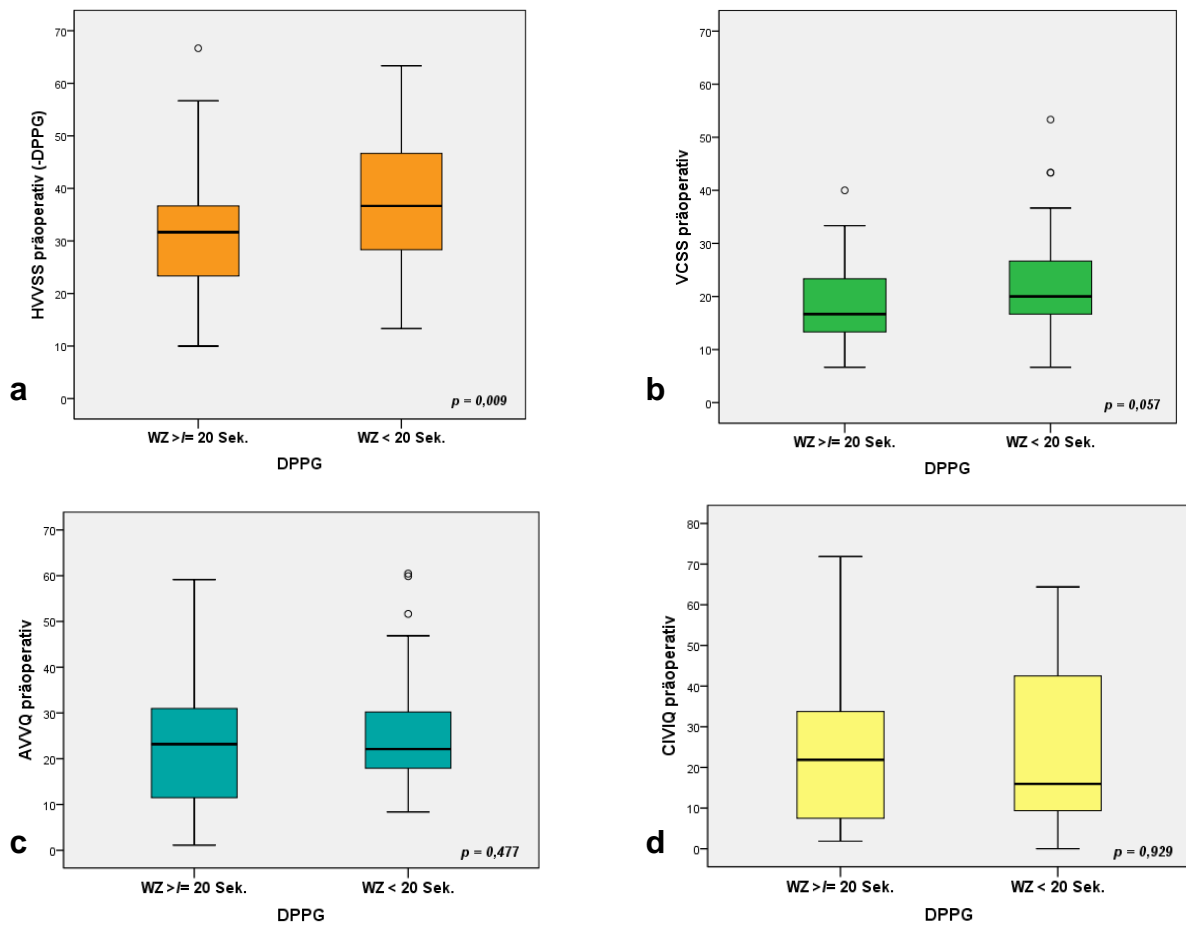 70
60
50
40
30
20
10
0
HVVSS präoperativ (-DPPG)
p = 0,009
WZ >/= 20 Sek.
WZ < 20 Sek.
DPPG
a
70
60
50
40
30
20
10
0
VCSS präoperativ
p = 0,057
WZ >/= 20 Sek.
WZ < 20 Sek.
DPPG
b
70
60
50
40
30
20
10
0
AVVQ präoperativ
p = 0,477
WZ >/= 20 Sek.
WZ < 20 Sek.
DPPG
c
80
70
60
50
40
30
20
10
0
CIVIQ präoperativ
p = 0,929
WZ >/= 20 Sek.
WZ < 20 Sek.
DPPG
d